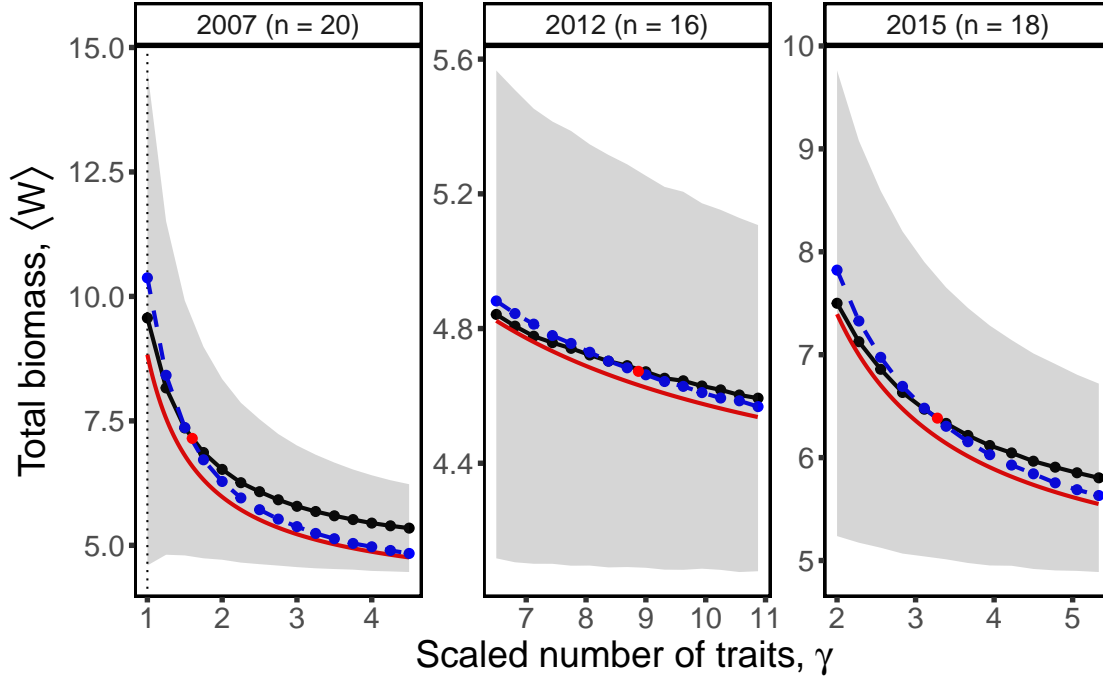 2007 (n = 20)
2012 (n = 16)
2015 (n = 18)
Total biomass, ⟨W⟩
15.0
12.5
10.0
7.5
5.0
5.6
5.2
4.8
4.4
10
9
8
7
6
5
1 2 3 4
7 8 9 10 11
2 3 4 5
Scaled number of traits, γ